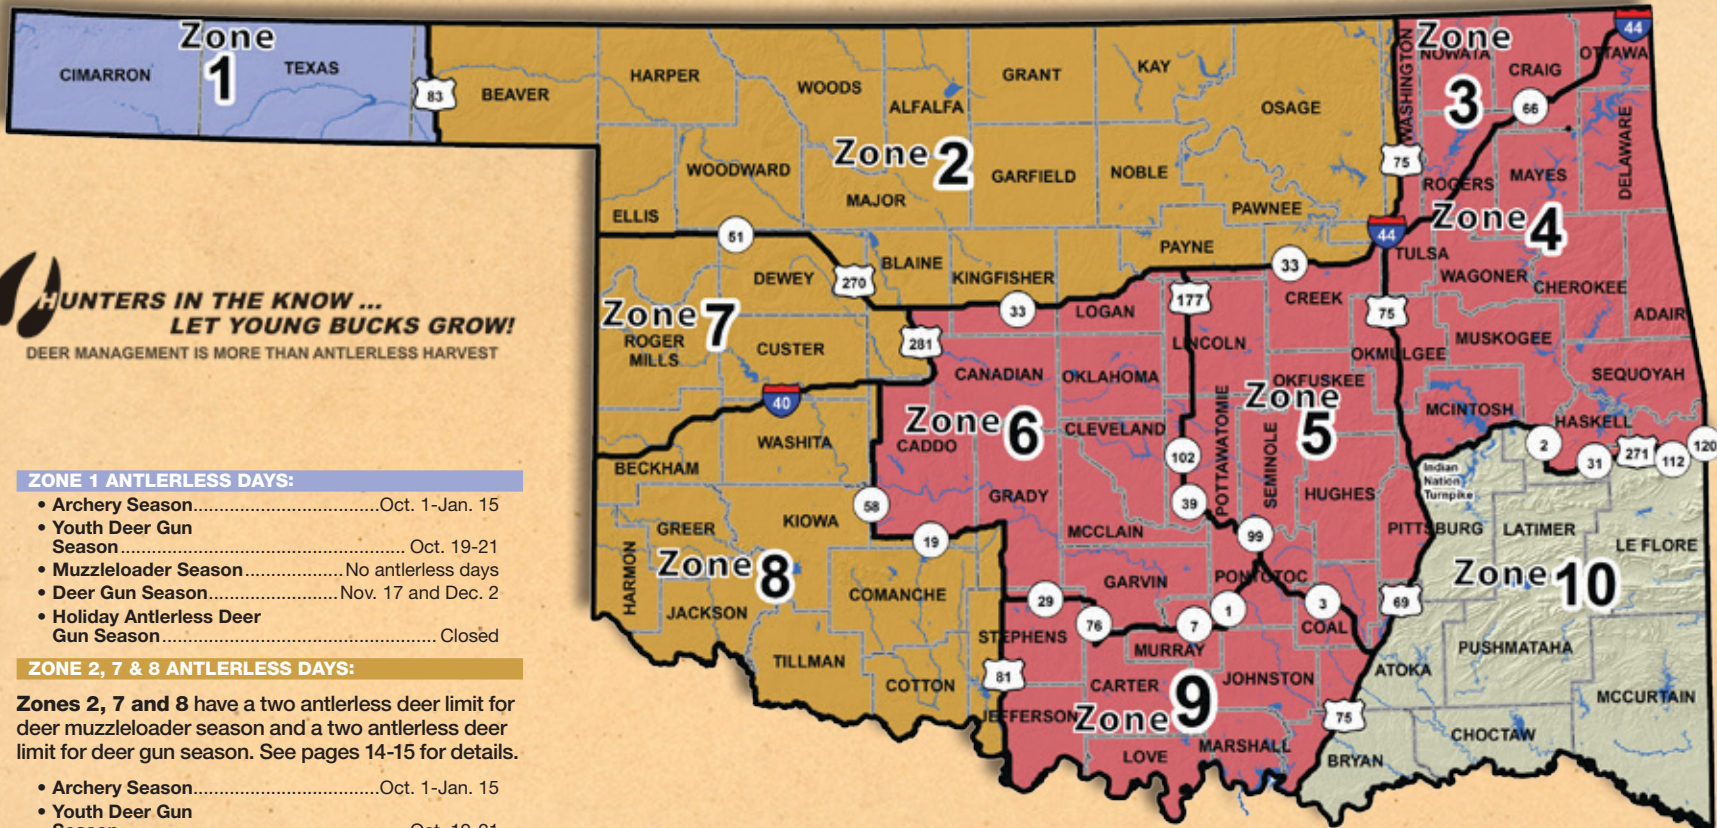 HUNTERS IN THE KNOW ...
LET YOUNG BUCKS GROW!
DEER MANAGEMENT IS MORE THAN ANTLERLESS HARVEST
ZONE 1 ANTLERLESS DAYS:
• Archery Season....................................Oct. 1-Jan. 15
• Youth Deer Gun
Season....................................................... Oct. 19-21
• Muzzleloader Season...................No antlerless days
• Deer Gun Season.........................Nov. 17 and Dec. 2
• Holiday Antlerless Deer
Gun Season..................................................... Closed
ZONE 2, 7 & 8 ANTLERLESS DAYS:
Zones 2, 7 and 8 have a two antlerless deer limit for
deer muzzleloader season and a two antlerless deer
limit for deer gun season. See pages 14-15 for details.
• Archery Season....................................Oct. 1-Jan. 15
• Youth Deer Gun
Zone
1
CIMARRON
TEXAS
83
BEAVER
HARPER
WOODS
ALFALFA
GRANT
KAY
OSAGE
WOODWARD
Zone 2
GARFIELD
NOBLE
ELLIS
MAJOR
PAWNEE
51
DEWEY
270
BLAINE
KINGFISHER
PAYNE
33
33
WASHINGTON
Zone
3
NOWATA
CRAIG
OTTAWA
44
66
75
ROGERS
MAYES
DELAWARE
Zone 4
44
TULSA
WAGONER
CHEROKEE
ADAIR
75
MUSKOGEE
OKMULGEE
SEQUOYAH
MCINTOSH
HASKELL
2
31
271
112
120
Zone 7
ROGER
MILLS
CUSTER
281
40
WASHITA
BECKHAM
58
GREER
KIOWA
19
Zone 8
HARMON
JACKSON
COMANCHE
TILLMAN
COTTON
LOGAN
177
CREEK
LINCOLN
CANADIAN
OKLAHOMA
Zone 6
CADDO
CLEVELAND
GRADY
MCCLAIN
102
39
POTTAWATOMIE
SEMINOLE
OKFUSKEE
Zone
5
HUGHES
99
Indian
Nation
Turnpike
PITTSBURG
LATIMER
LE FLORE
Zone 10
GARVIN
PONTOTOC
29
76
7
1
3
69
COAL
STEPHENS
MURRAY
81
CARTER
JOHNSTON
JEFFERSON
Zone 9
LOVE
MARSHALL
75
ATOKA
PUSHMATAHA
MCCURTAIN
CHOCTAW
BRYAN